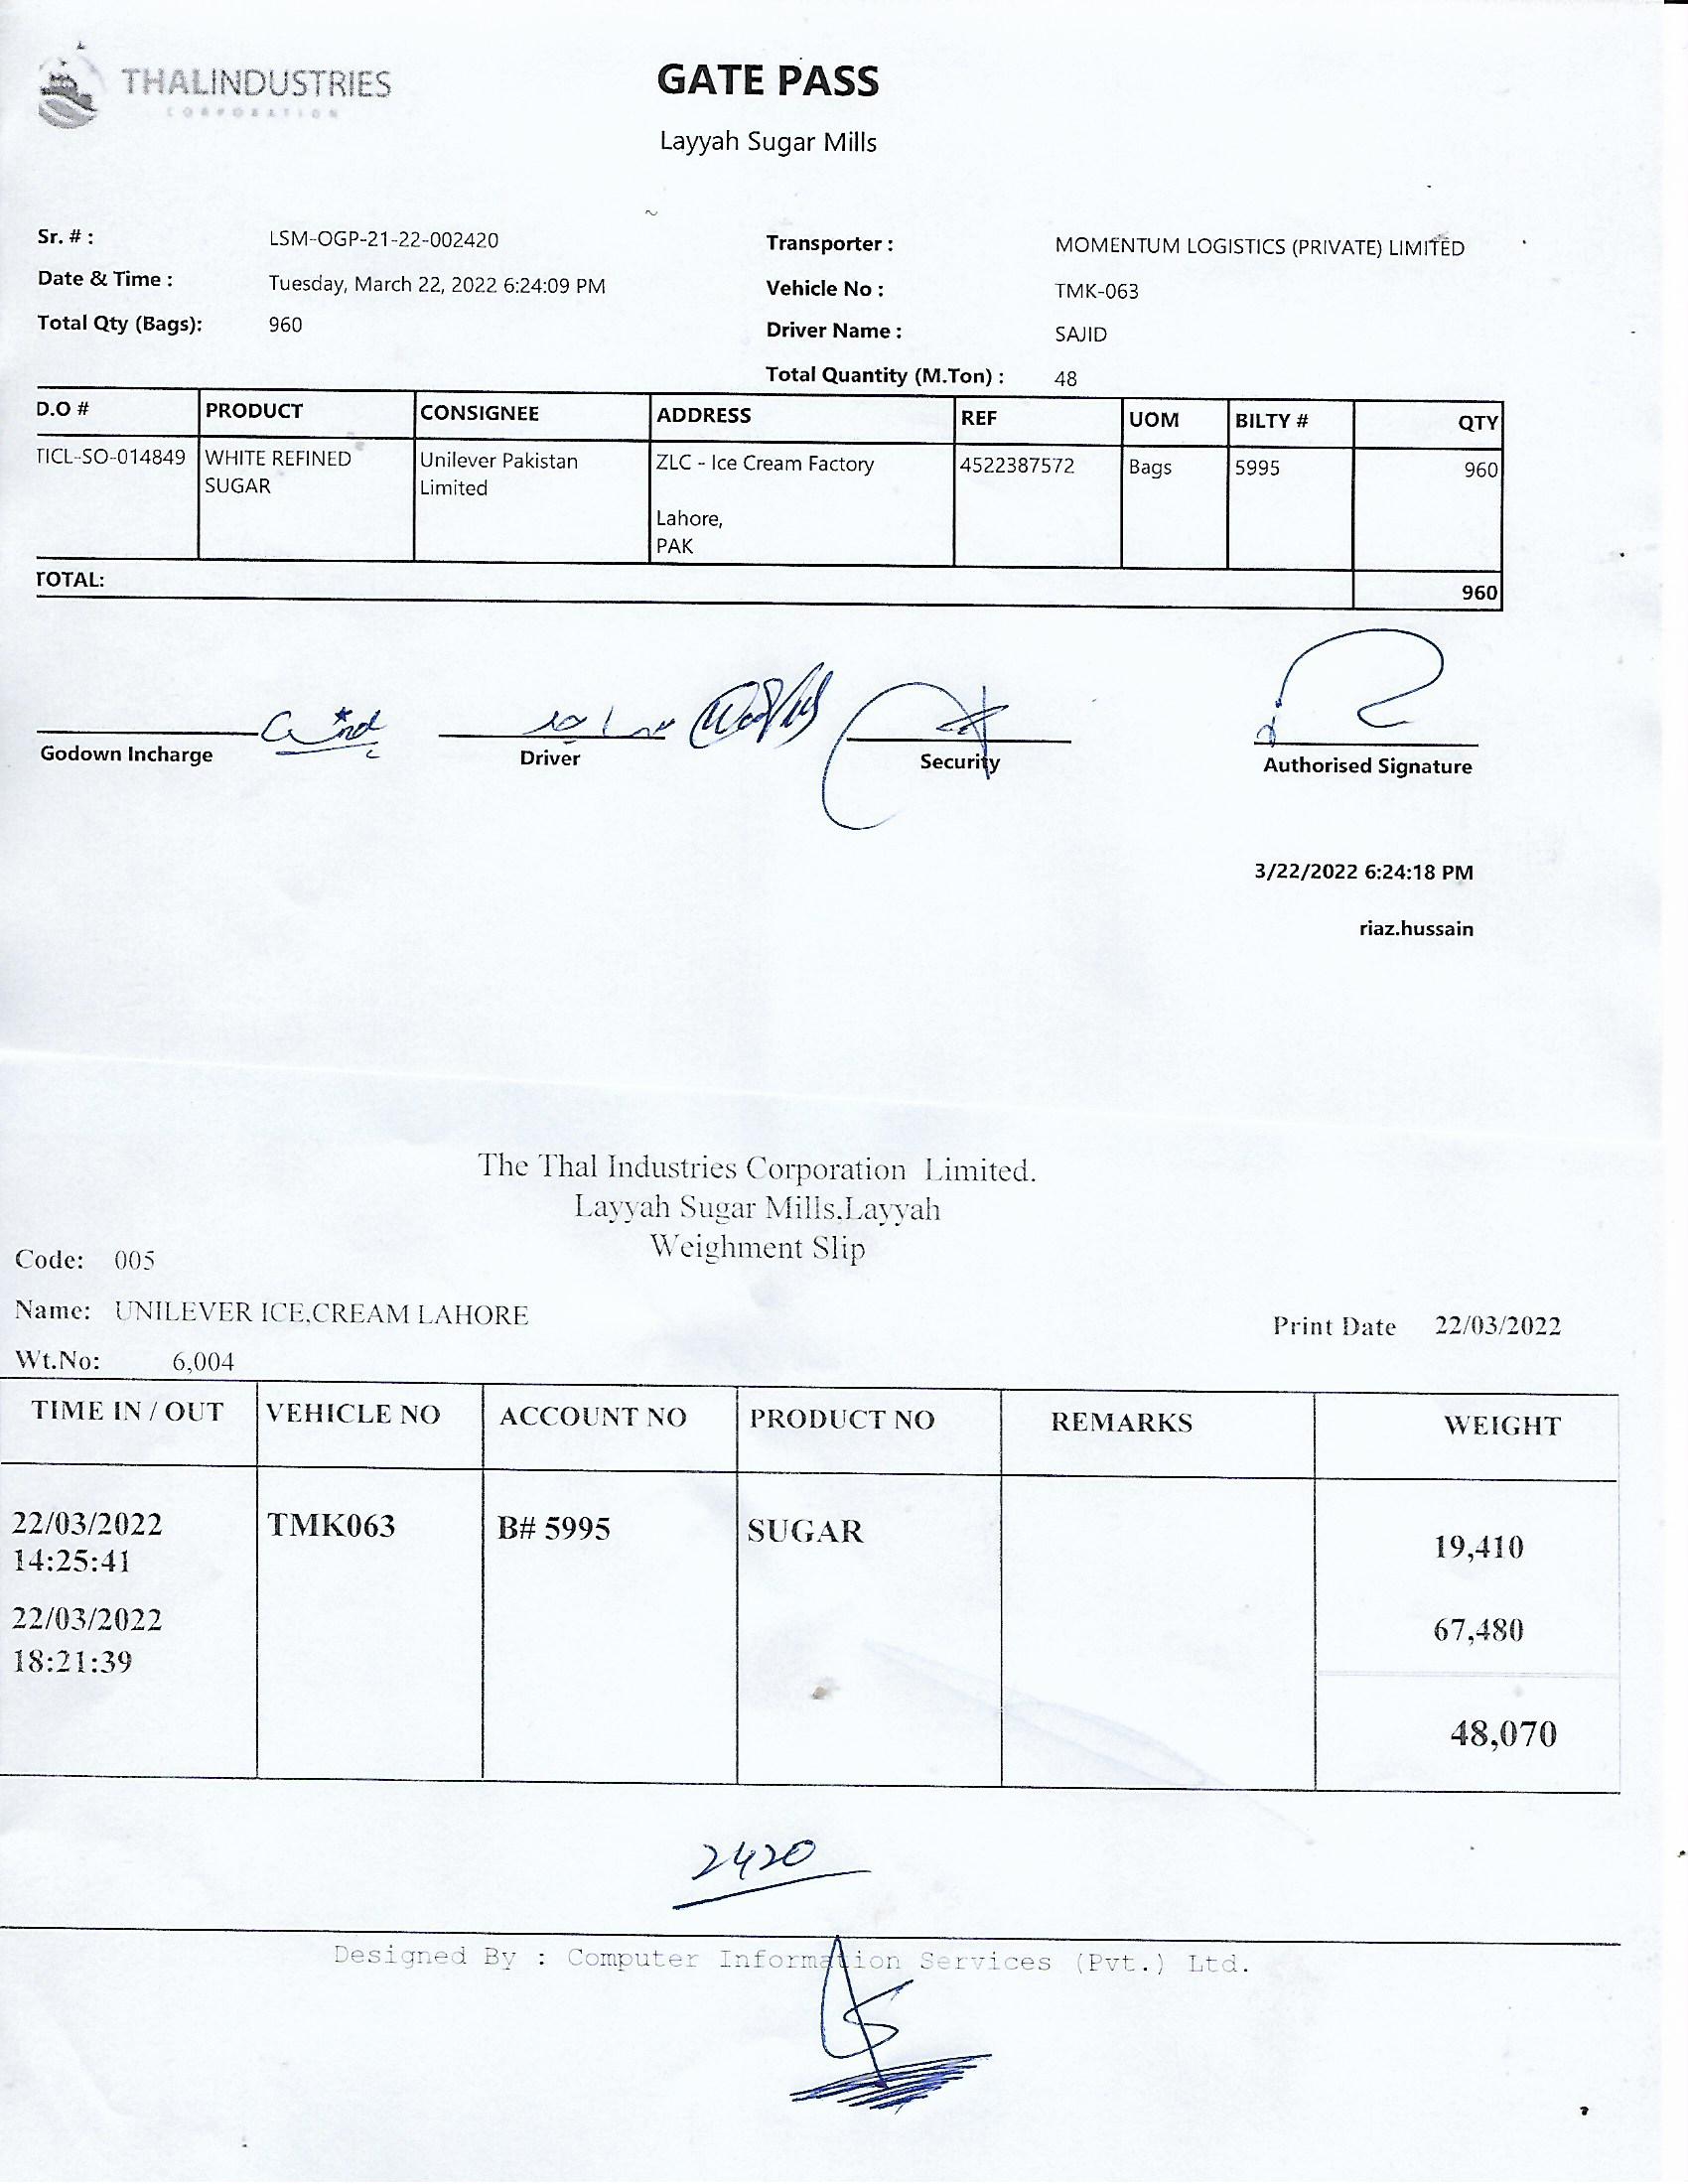 THALINDUSTRIES
CORPORATION
GATE PASS
Layyah Sugar Mills
Sr. # : LSM-OGP-21-22-002420
Date & Time : Tuesday, March 22, 2022 6:24:09 PM
Total Qty (Bags): 960
Transporter : MOMENTUM LOGISTICS (PRIVATE) LIMITED
Vehicle No : TMK-063
Driver Name : SAJID
Total Quantity (M.Ton) : 48
D.O # PRODUCT CONSIGNEE ADDRESS REF UOM BILTY # QTY
TICL-SO-014849 WHITE REFINED Unilever Pakistan ZLC - Ice Cream Factory 4522387572 Bags 5995 960
SUGAR Limited
Lahore,
PAK
TOTAL: 960
Godown Incharge Driver Security Authorised Signature
3/22/2022 6:24:18 PM
riaz.hussain
The Thal Industries Corporation Limited.
Layyah Sugar Mills.Layyah
Weighment Slip
Code: 005
Name: UNILEVER ICE.CREAM LAHORE
Print Date 22/03/2022
Wt.No: 6,004
TIME IN / OUT VEHICLE NO ACCOUNT NO PRODUCT NO REMARKS WEIGHT
22/03/2022 TMK063 B# 5995 SUGAR 19,410
14:25:41
22/03/2022 67,480
18:21:39
48,070
2420
Designed By : Computer Information Services (Pvt.) Ltd.